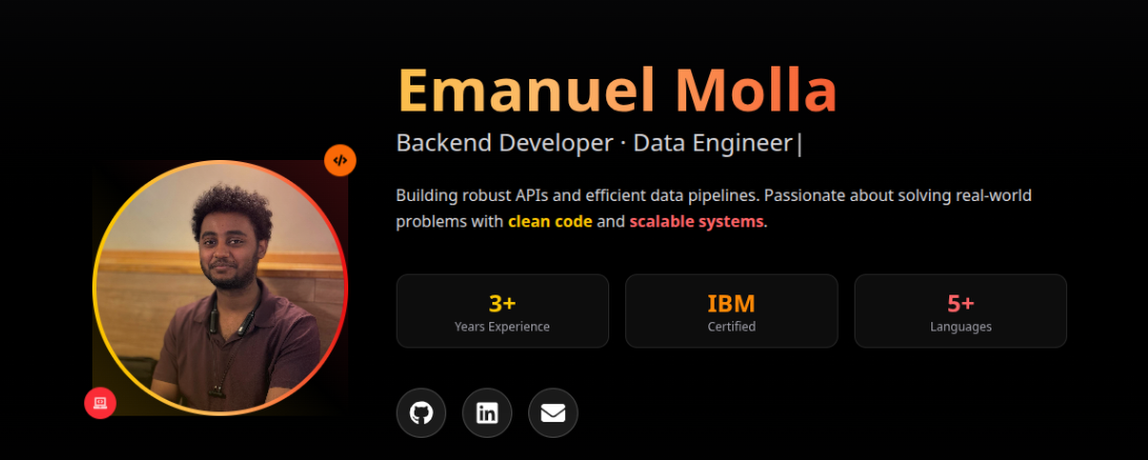 Emanuel Molla
Backend Developer · Data Engineer|
Building robust APIs and efficient data pipelines. Passionate about solving real-world
problems with clean code and scalable systems.
3+
Years Experience
IBM
Certified
5+
Languages